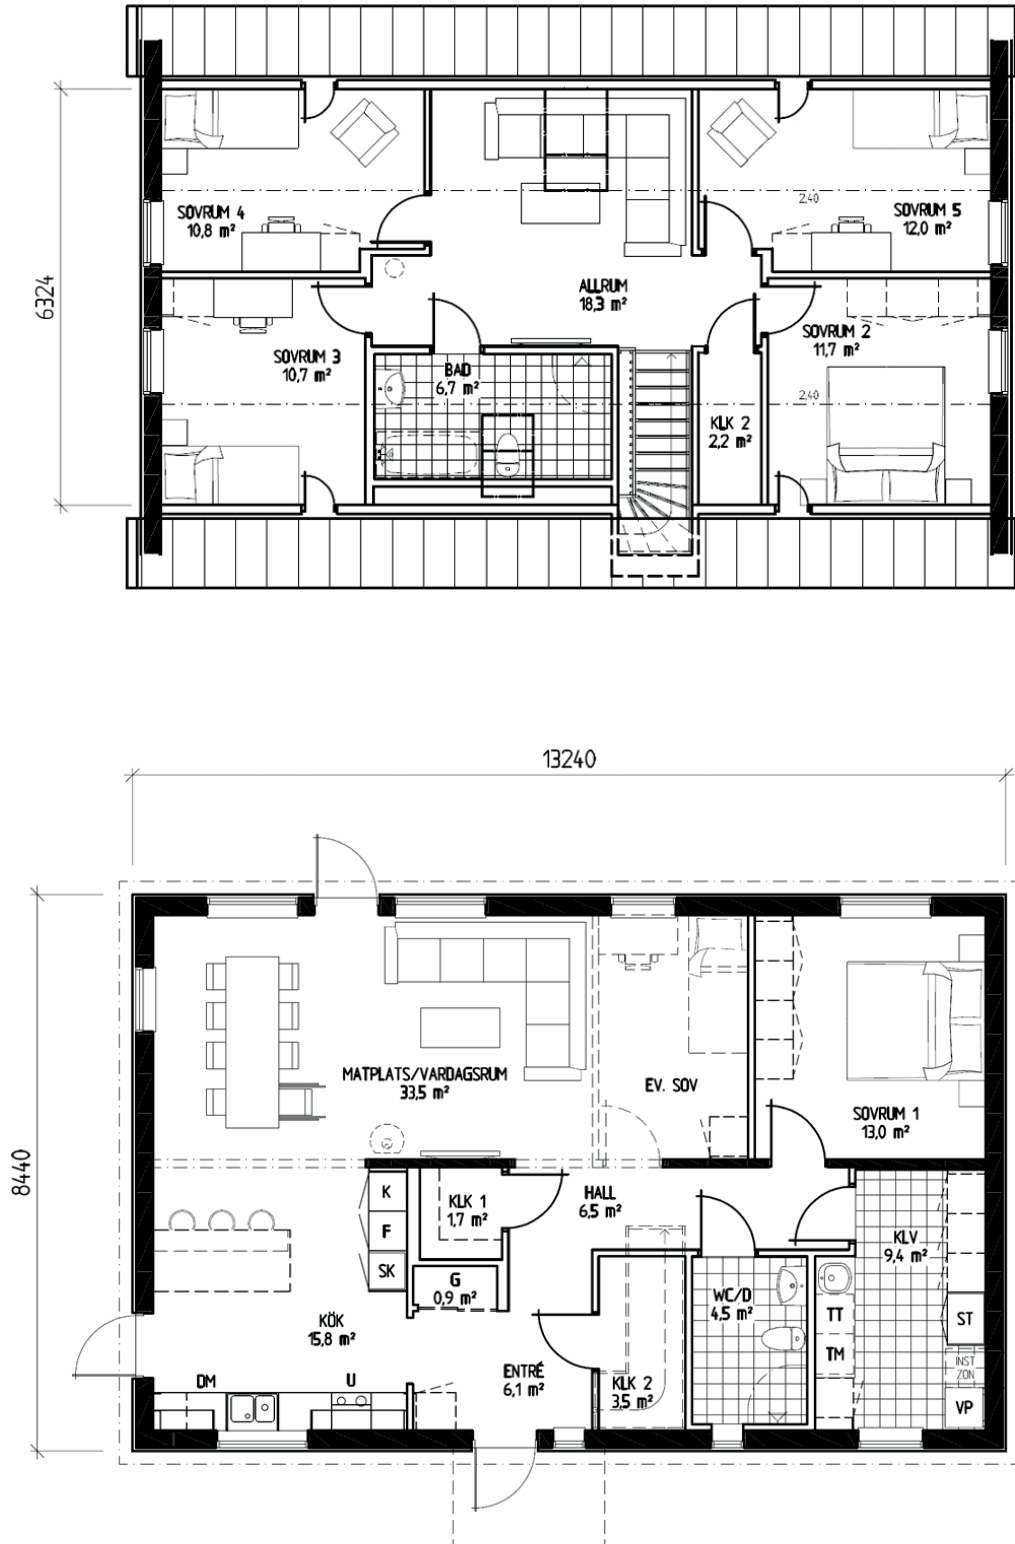 6324
SOVRUM 4
10,8 m²
2,40
SOVRUM 5
12,0 m²
ALLRUM
18,3 m²
SOVRUM 3
10,7 m²
BAD
6,7 m²
SOVRUM 2
11,7 m²
2,40
KLK 2
2,2 m²
13240
8440
MATPLATS/VARDAGSRUM
33,5 m²
EV. SOV
SOVRUM 1
13,0 m²
K
F
SK
KLK 1
1,7 m²
HALL
6,5 m²
G
0,9 m²
KLV
9,4 m²
WC/D
4,5 m²
TT
TM
ST
INST
ZON
VP
KÖK
15,8 m²
ENTRÉ
6,1 m²
KLK 2
3,5 m²
DM
U